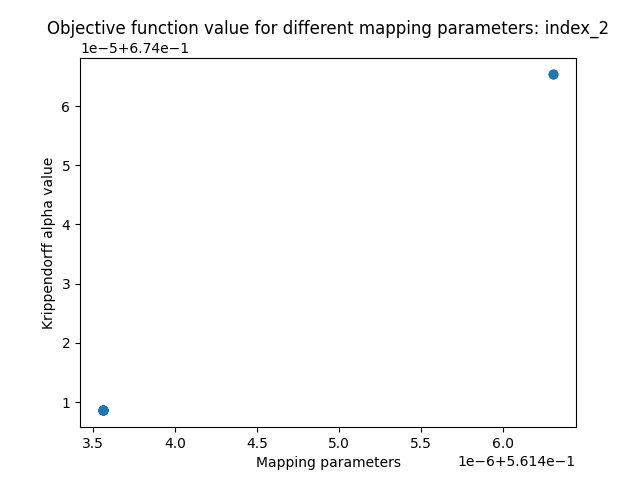 Objective function value for different mapping parameters: index_2
1e−5+6.74e−1
6
5
4
3
2
1
Krippendorff alpha value
3.5 4.0 4.5 5.0 5.5 6.0
Mapping parameters
1e−6+5.614e−1